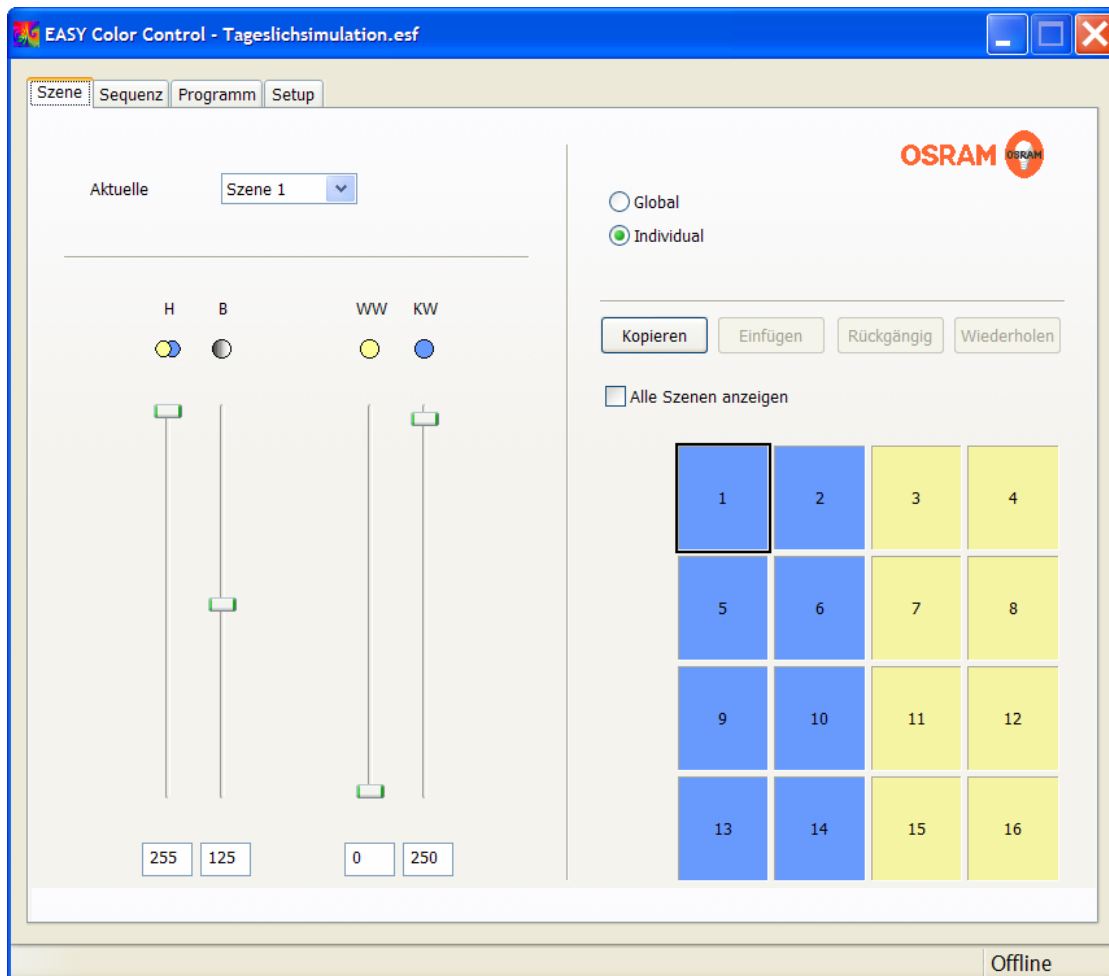 EASY Color Control - Tageslichsimulation.esf
Szene Sequenz Programm Setup
OSRAM OSRAM
Aktuelle Szene 1
Global
Individual
H B WW KW
Kopieren Einfügen Rückgängig Wiederholen
Alle Szenen anzeigen
1 2 3 4
5 6 7 8
9 10 11 12
13 14 15 16
255 125 0 250
Offline